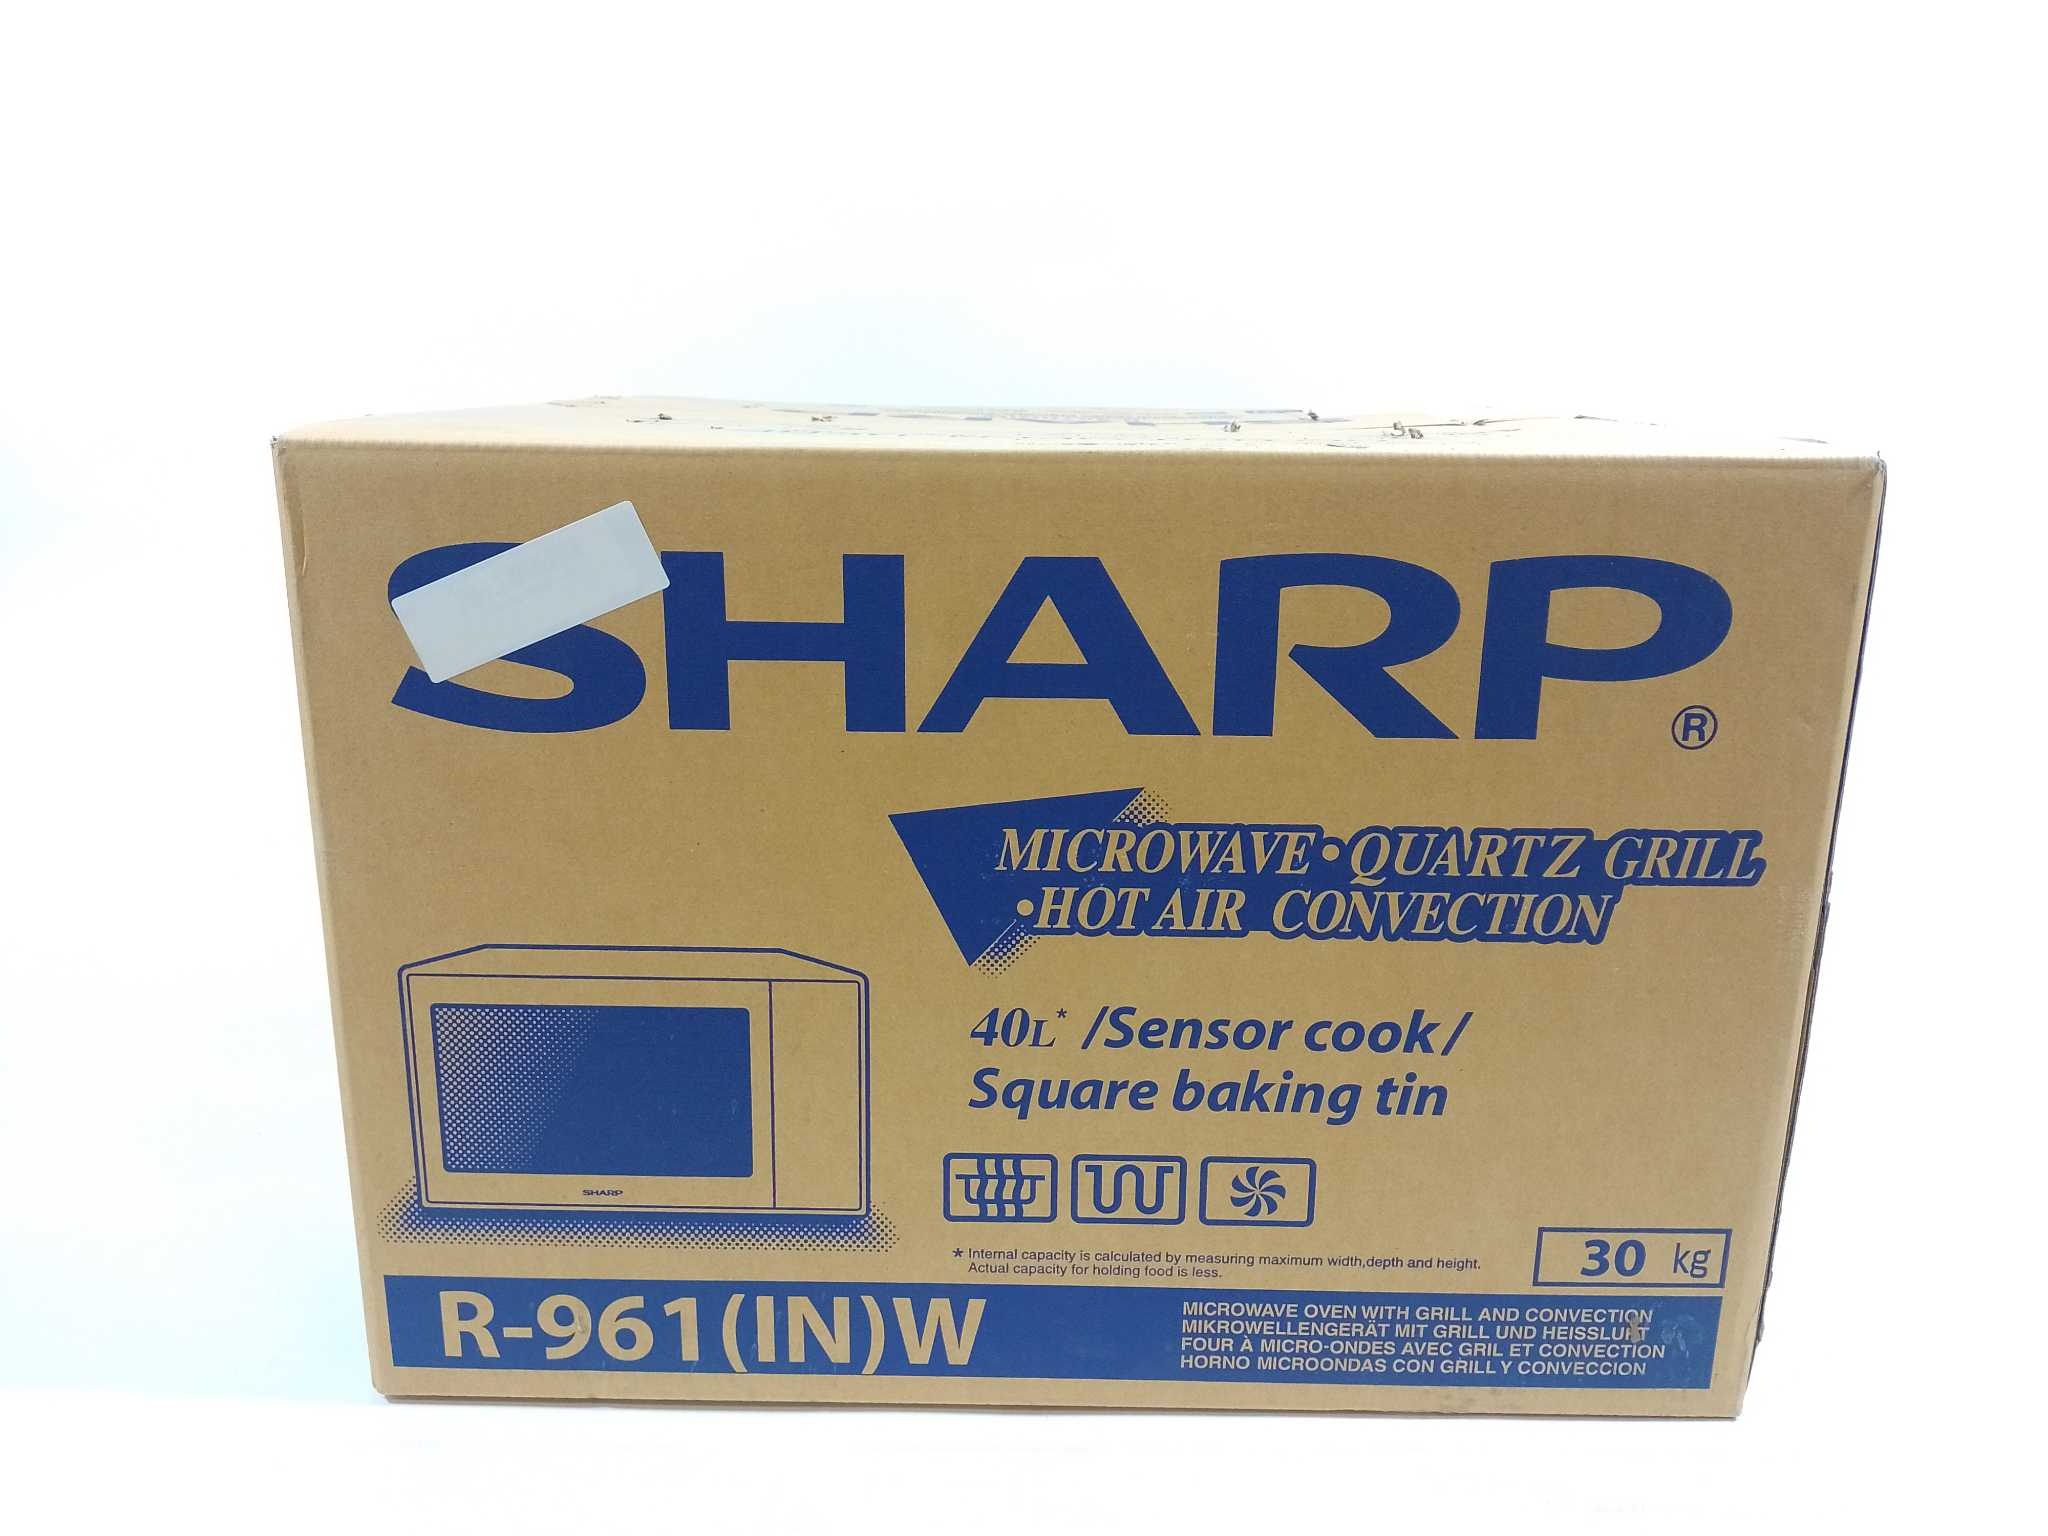 SHARP®
MICROWAVE•QUARTZ GRILL
•HOT AIR CONVECTION
40L* /Sensor cook/
Square baking tin
SHARP
* Internal capacity is calculated by measuring maximum width,depth and height.
Actual capacity for holding food is less.
30 kg
R-961(IN)W
MICROWAVE OVEN WITH GRILL AND CONVECTION
MIKROWELLENGERÄT MIT GRILL UND HEISSLUFT
FOUR À MICRO-ONDES AVEC GRIL ET CONVECTION
HORNO MICROONDAS CON GRILL Y CONVECCION